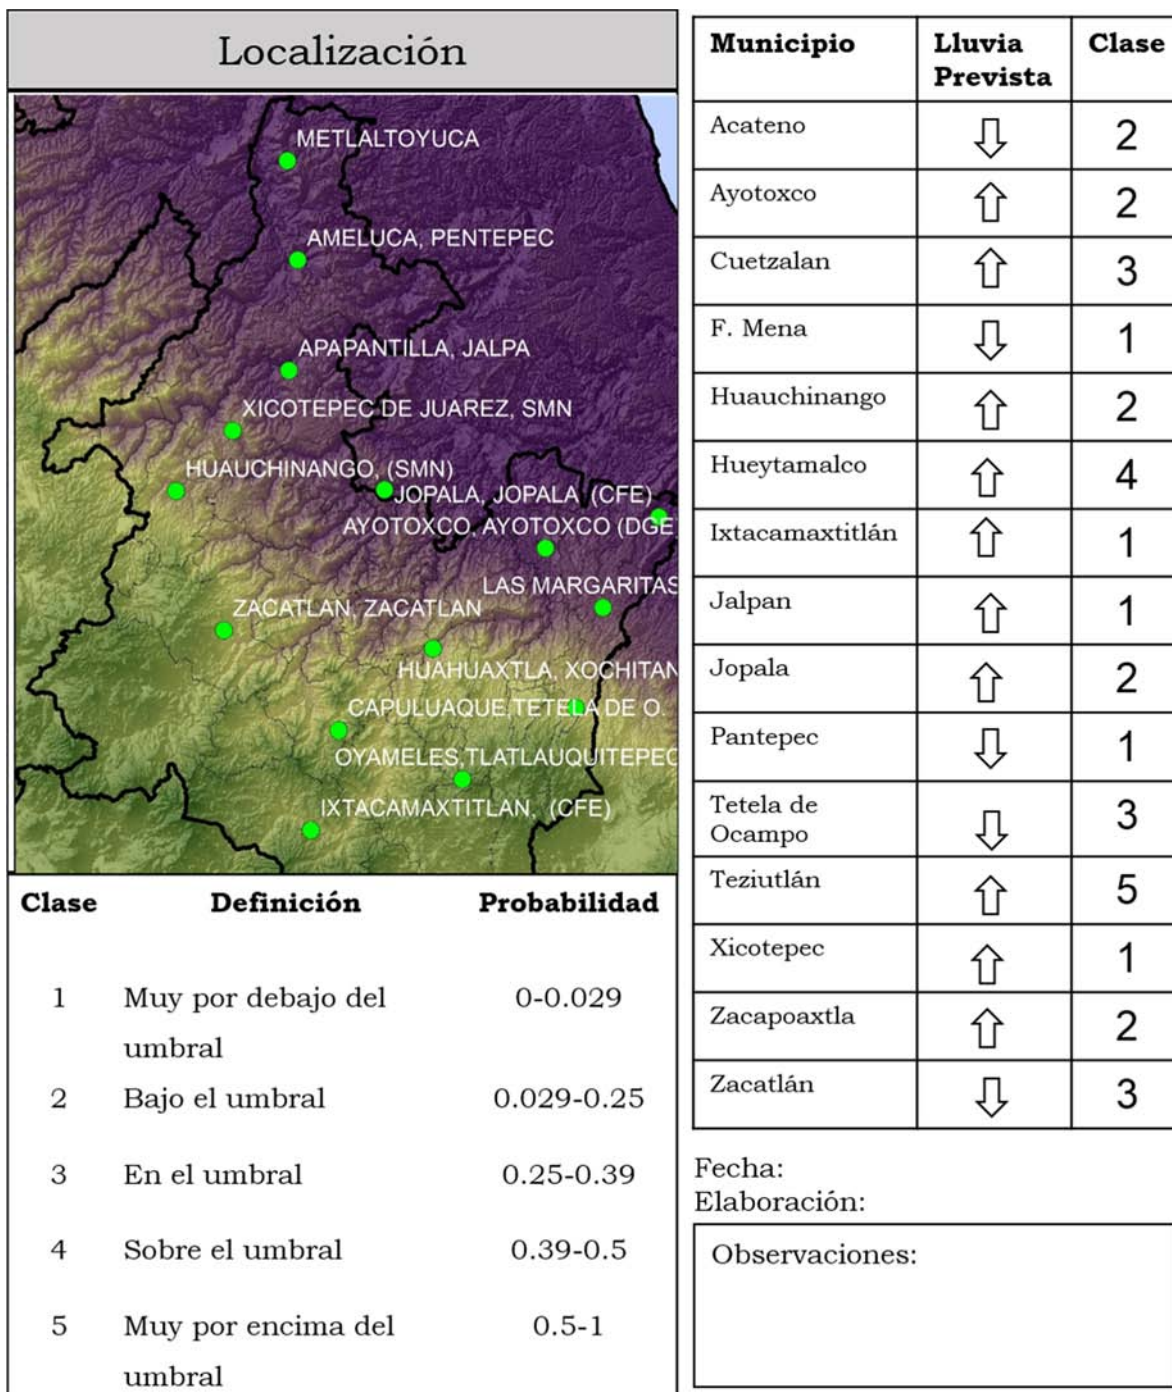 Localización
METLALTOYUCA
AMELUCA, PENTEPEC
APAPANTILLA, JALPA
XICOTEPEC DE JUAREZ, SMN
HUAUCHINANGO, (SMN)
JOPALA, JOPALA (CFE)
AYOTOXCO, AYOTOXCO (DGE
LAS MARGARITAS
ZACATLAN, ZACATLAN
HUAHUAXTLA, XOCHITAN
CAPULUAQUE,TETELA DE O.
OYAMELES,TLATLAUQUITEPEC
IXTACAMAXTITLAN, (CFE)
Clase Definición Probabilidad
1 Muy por debajo del 0-0.029
umbral
2 Bajo el umbral 0.029-0.25
3 En el umbral 0.25-0.39
4 Sobre el umbral 0.39-0.5
5 Muy por encima del 0.5-1
umbral
Municipio Lluvia Clase
Prevista
Acateno ⇩ 2
Ayotoxco ⇧ 2
Cuetzalan ⇧ 3
F. Mena ⇩ 1
Huauchinango ⇧ 2
Hueytamalco ⇧ 4
Ixtacamaxtitlán ⇧ 1
Jalpan ⇧ 1
Jopala ⇧ 2
Pantepec ⇩ 1
Tetela de ⇩ 3
Ocampo
Teziutlán ⇧ 5
Xicotepec ⇧ 1
Zacapoaxtla ⇧ 2
Zacatlán ⇩ 3
Fecha:
Elaboración:
Observaciones: